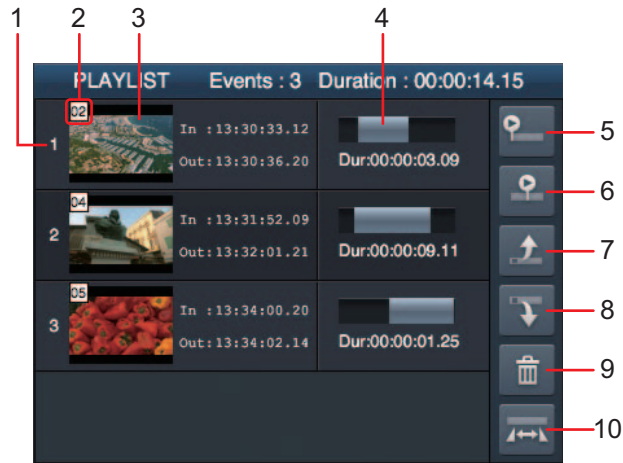 1 2 3 4
PLAYLIST Events : 3 Duration : 00:00:14.15
02
1 In :13:30:33.12
Out:13:30:36.20 Dur:00:00:03.09
5
6
04
2 In :13:31:52.09
Out:13:32:01.21 Dur:00:00:09.11
7
05
3 In :13:34:00.20
Out:13:34:02.14 Dur:00:00:01.25
8
9
10